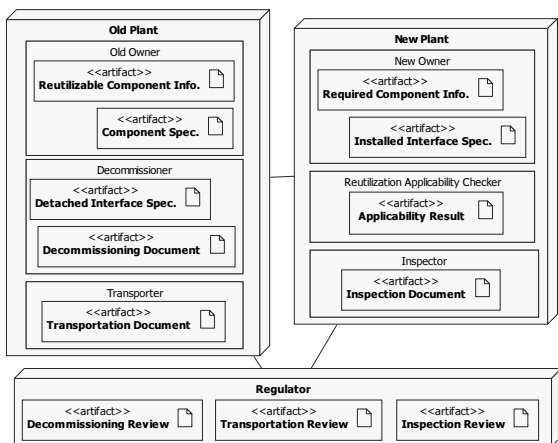 Old Plant
Old Owner
<<artifact>>
Reutilizable Component Info.
<<artifact>>
Component Spec.
Decommissioner
<<artifact>>
Detached Interface Spec.
<<artifact>>
Decommissioning Document
Transporter
<<artifact>>
Transportation Document
New Plant
New Owner
<<artifact>>
Required Component Info.
<<artifact>>
Installed Interface Spec.
Reutilization Applicability Checker
<<artifact>>
Applicability Result
Inspector
<<artifact>>
Inspection Document
Regulator
<<artifact>>
Decommissioning Review
<<artifact>>
Transportation Review
<<artifact>>
Inspection Review